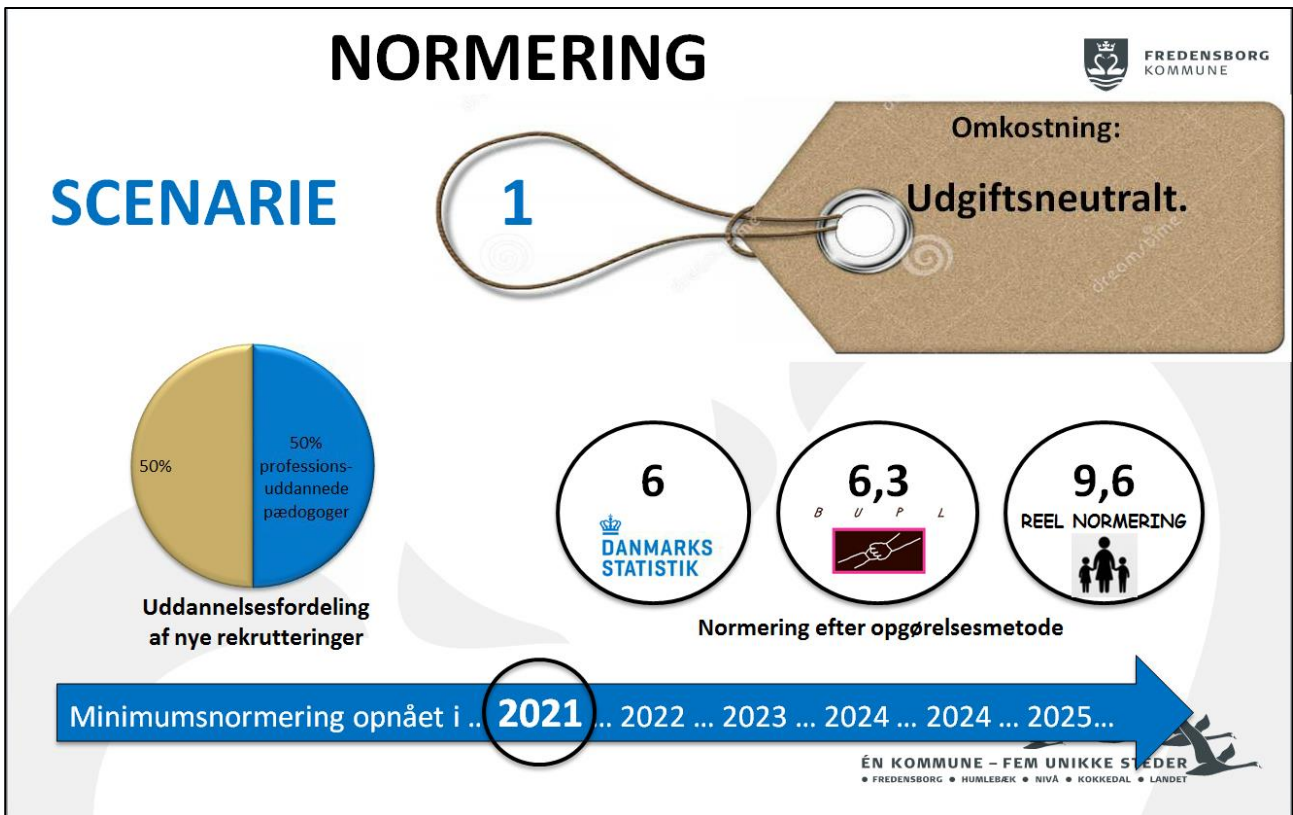 NORMERING
FREDENSBORG
KOMMUNE
SCENARIE
1
Omkostning:
Udgiftsneutralt.
dreamstime
dreamstime
50%
50%
professions-
uddannede
pædogoger
Uddannelsesfordeling
af nye rekrutteringer
6
DANMARKS
STATISTIK
6,3
B U P L
9,6
REEL NORMERING
Normering efter opgørelsesmetode
Minimumsnormering opnået i .. 2021 ... 2022 ... 2023 ... 2024 ... 2024 ... 2025...
ÉN KOMMUNE – FEM UNIKKE STEDER
• FREDENSBORG • HUMLEBÆK • NIVÅ • KOKKEDAL • LANDET